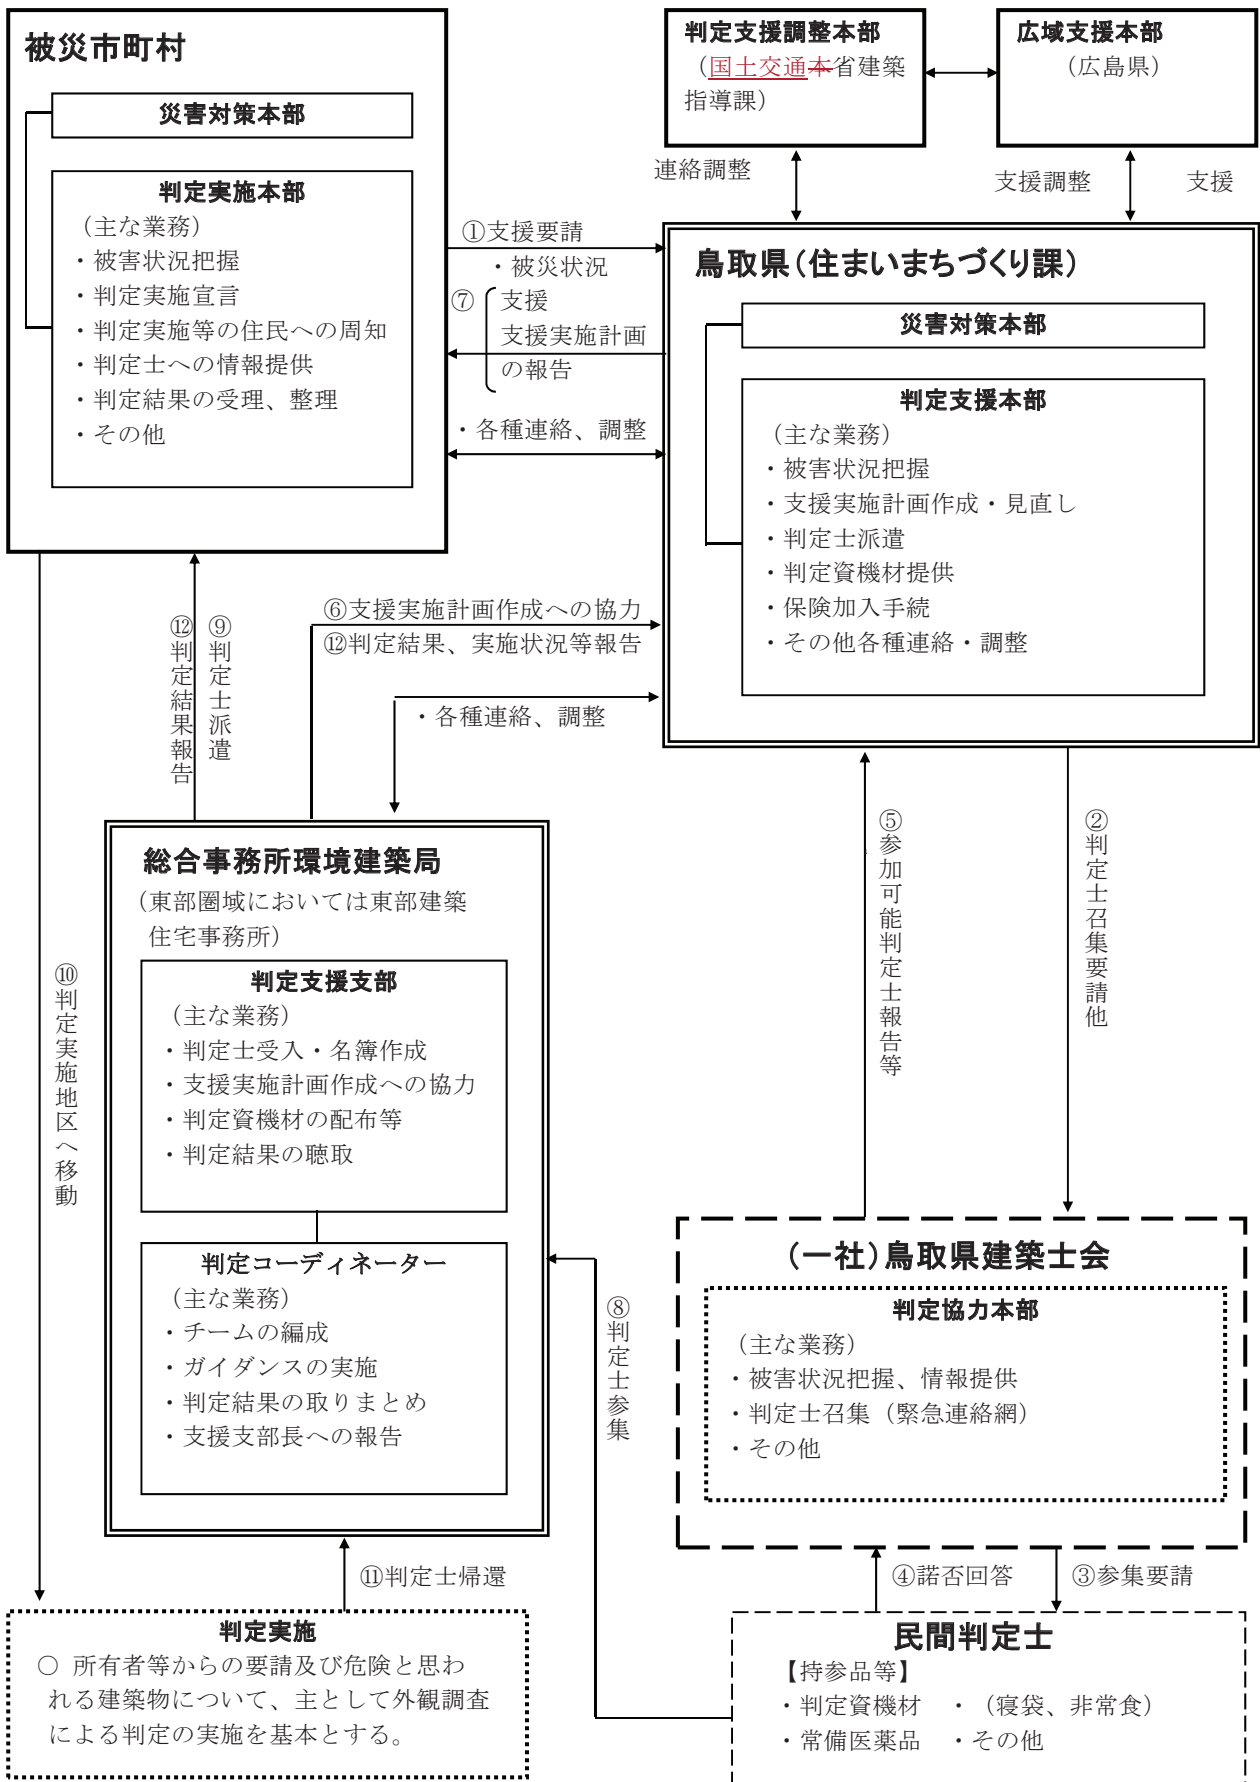 被災市町村
災害対策本部
判定実施本部
（主な業務）
・被害状況把握
・判定実施宣言
・判定実施等の住民への周知
・判定士への情報提供
・判定結果の受理、整理
・その他
判定支援調整本部
（国土交通本省建築
指導課）
広域支援本部
（広島県）
連絡調整
支援調整
支援
①支援要請
・被災状況
⑦
支援
支援実施計画
の報告
・各種連絡、調整
鳥取県（住まいまちづくり課）
災害対策本部
判定支援本部
（主な業務）
・被害状況把握
・支援実施計画作成・見直し
・判定士派遣
・判定資機材提供
・保険加入手続
・その他各種連絡・調整
⑫判定結果報告
⑨判定士派遣
⑥支援実施計画作成への協力
⑫判定結果、実施状況等報告
・各種連絡、調整
⑤参加可能判定士報告等
②判定士召集要請他
総合事務所環境建築局
（東部圏域においては東部建築
住宅事務所）
判定支援支部
（主な業務）
・判定士受入・名簿作成
・支援実施計画作成への協力
・判定資機材の配布等
・判定結果の聴取
⑩判定実施地区へ移動
判定コーディネーター
（主な業務）
・チームの編成
・ガイダンスの実施
・判定結果の取りまとめ
・支援支部長への報告
⑧判定士参集
（一社）鳥取県建築士会
判定協力本部
（主な業務）
・被害状況把握、情報提供
・判定士召集（緊急連絡網）
・その他
⑪判定士帰還
④諾否回答
③参集要請
判定実施
○ 所有者等からの要請及び危険と思わ
れる建築物について、主として外観調査
による判定の実施を基本とする。
民間判定士
【持参品等】
・判定資機材 ・（寝袋、非常食）
・常備医薬品 ・その他